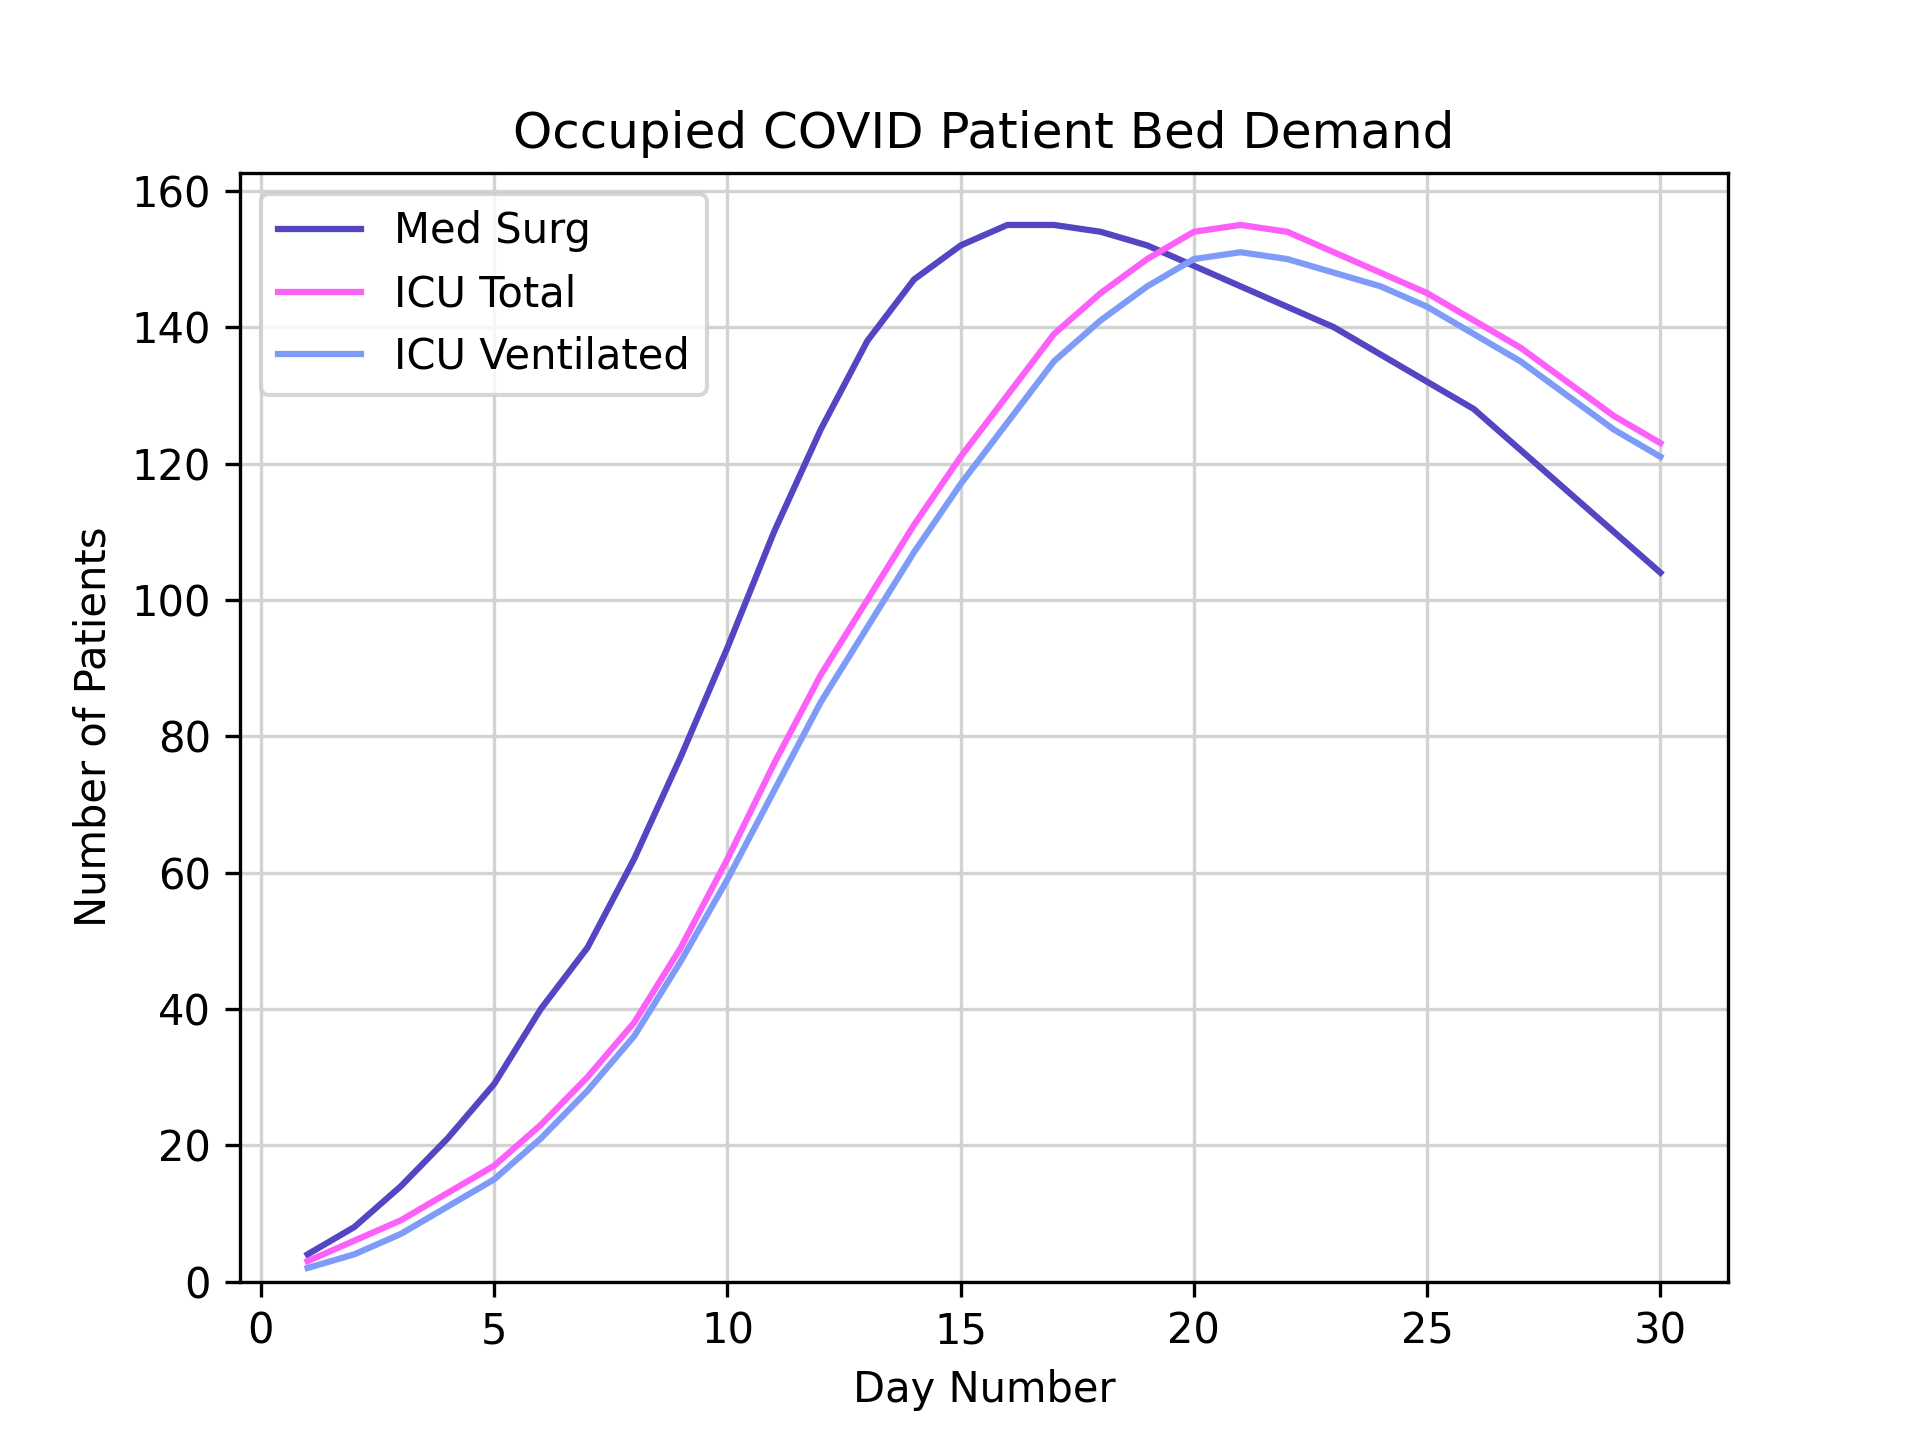 Occupied COVID Patient Bed Demand
Med Surg
ICU Total
ICU Ventilated
Number of Patients
160
140
120
100
80
60
40
20
0
0 5 10 15 20 25 30
Day Number